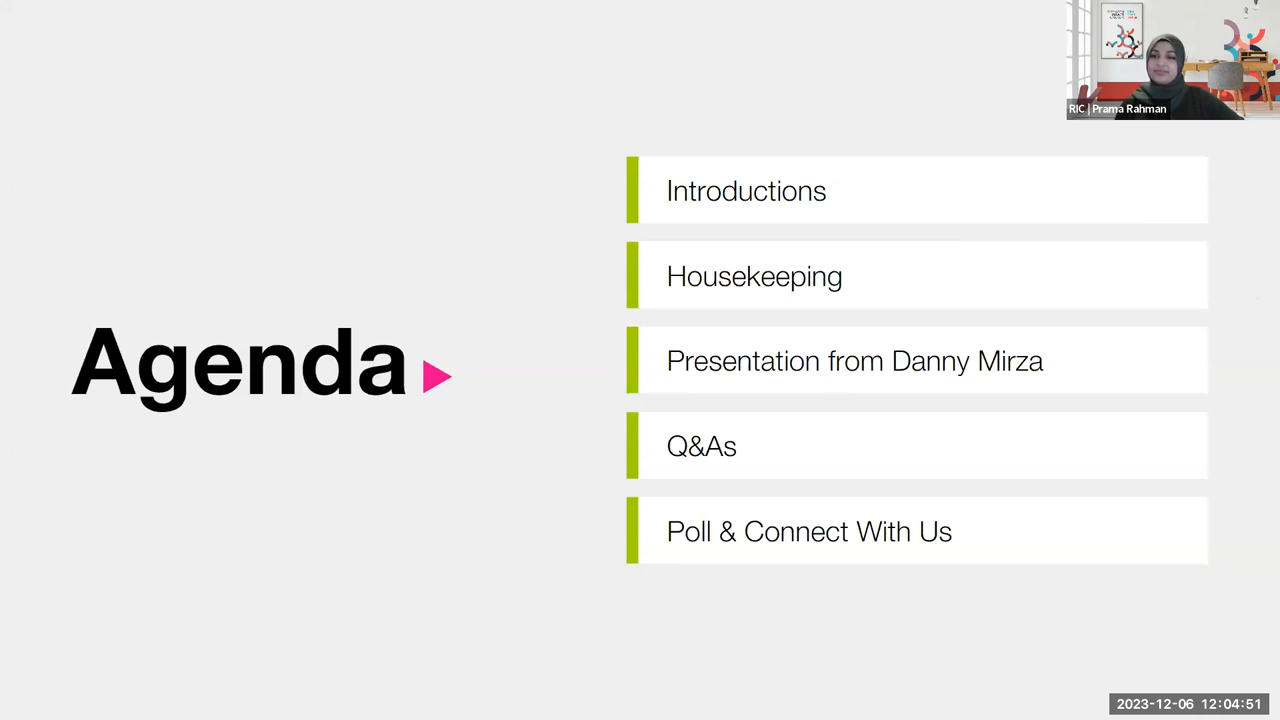 RIC | Prama Rahman
Agenda
Introductions
Housekeeping
Presentation from Danny Mirza
Q&As
Poll & Connect With Us
2023-12-06 12:04:51